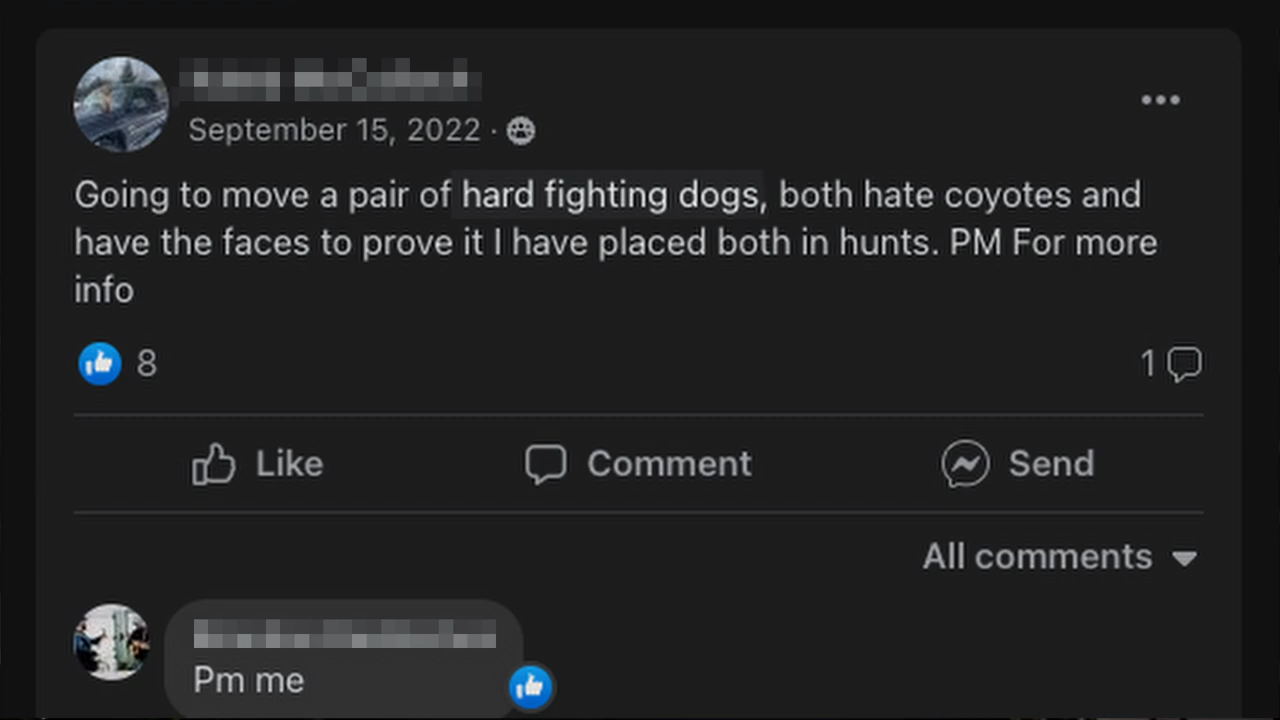 September 15, 2022 ·
Going to move a pair of hard fighting dogs, both hate coyotes and
have the faces to prove it I have placed both in hunts. PM For more
info
8
1
Like
Comment
Send
All comments
Pm me